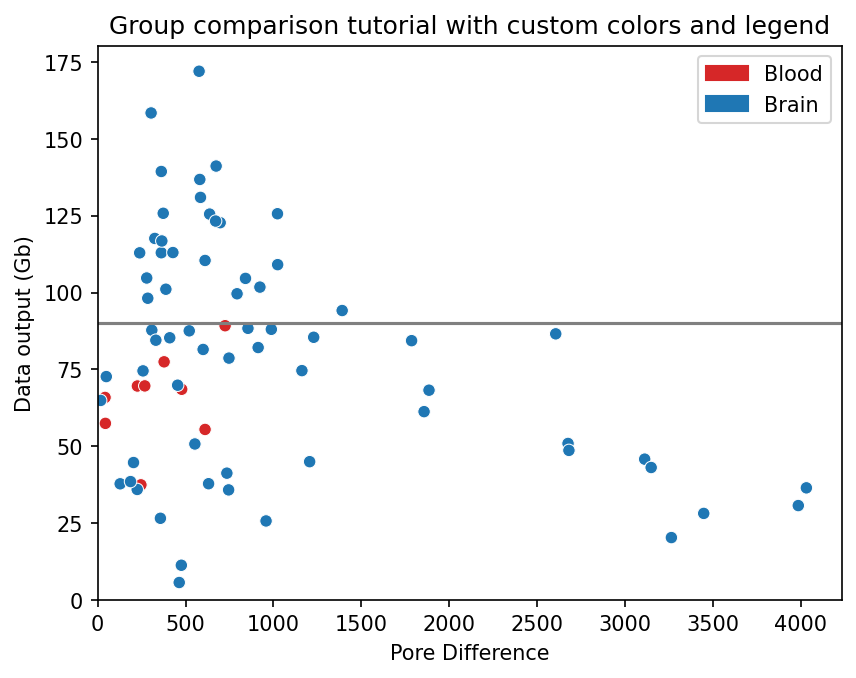 Group comparison tutorial with custom colors and legend
Blood
Brain
Data output (Gb)
175
150
125
100
75
50
25
0
0 500 1000 1500 2000 2500 3000 3500 4000
Pore Difference